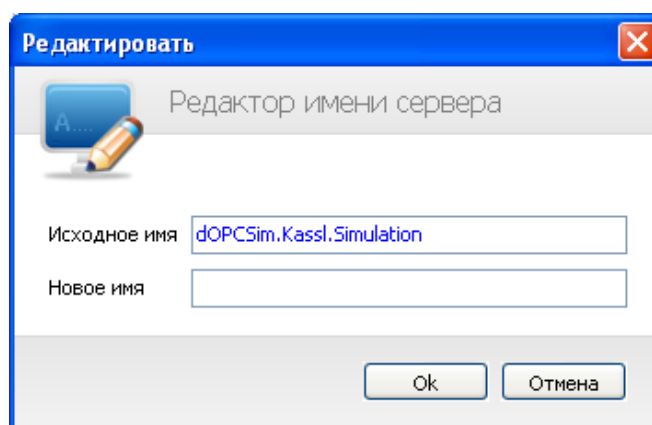 Редактировать
Редактор имени сервера
A....
Исходное имя dOPCSim.Kassl.Simulation
Новое имя
Ok Отмена